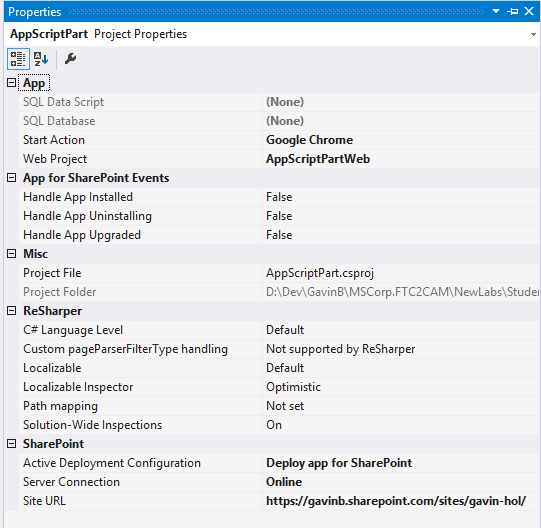 Properties
AppScriptPart Project Properties
App
SQL Data Script (None)
SQL Database (None)
Start Action Google Chrome
Web Project AppScriptPartWeb
App for SharePoint Events
Handle App Installed False
Handle App Uninstalling False
Handle App Upgraded False
Misc
Project File AppScriptPart.csproj
Project Folder D:\Dev\GavinB\MSCorp.FTC2CAM\NewLabs\Stude
ReSharper
C# Language Level Default
Custom pageParserFilterType handling Not supported by ReSharper
Localizable Default
Localizable Inspector Optimistic
Path mapping Not set
Solution-Wide Inspections On
SharePoint
Active Deployment Configuration Deploy app for SharePoint
Server Connection Online
Site URL https://gavinb.sharepoint.com/sites/gavin-hol/